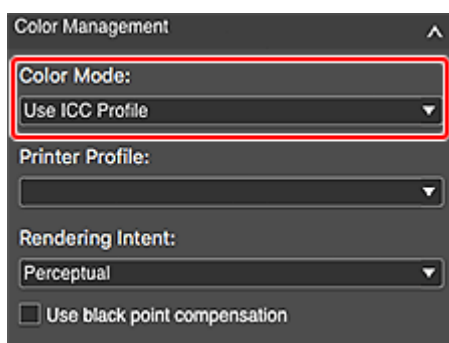 Color Management
Color Mode:
Use ICC Profile
Printer Profile:
Rendering Intent:
Perceptual
Use black point compensation